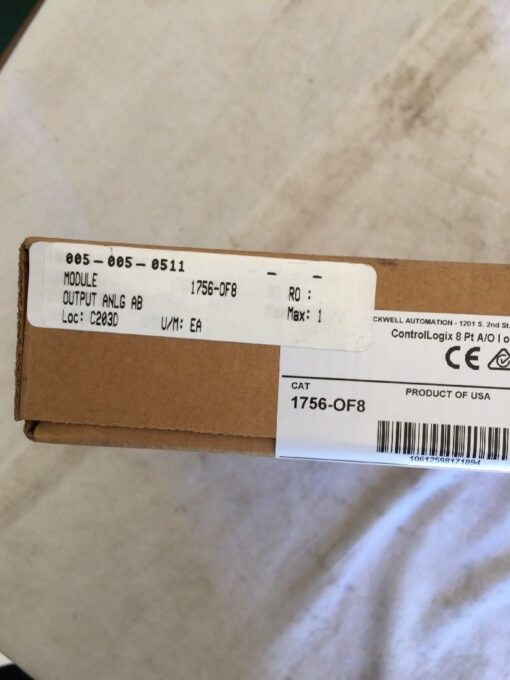 005-005-0511
MODULE 1756-OF8
OUTPUT ANLG AB RO :
Loc: C203D U/M: EA Max: 1
CKWELL AUTOMATION - 1201 S. 2nd St.
ControlLogix 8 Pt A/O I o
CE
CAT
PRODUCT OF USA
1756-OF8
10612598171894